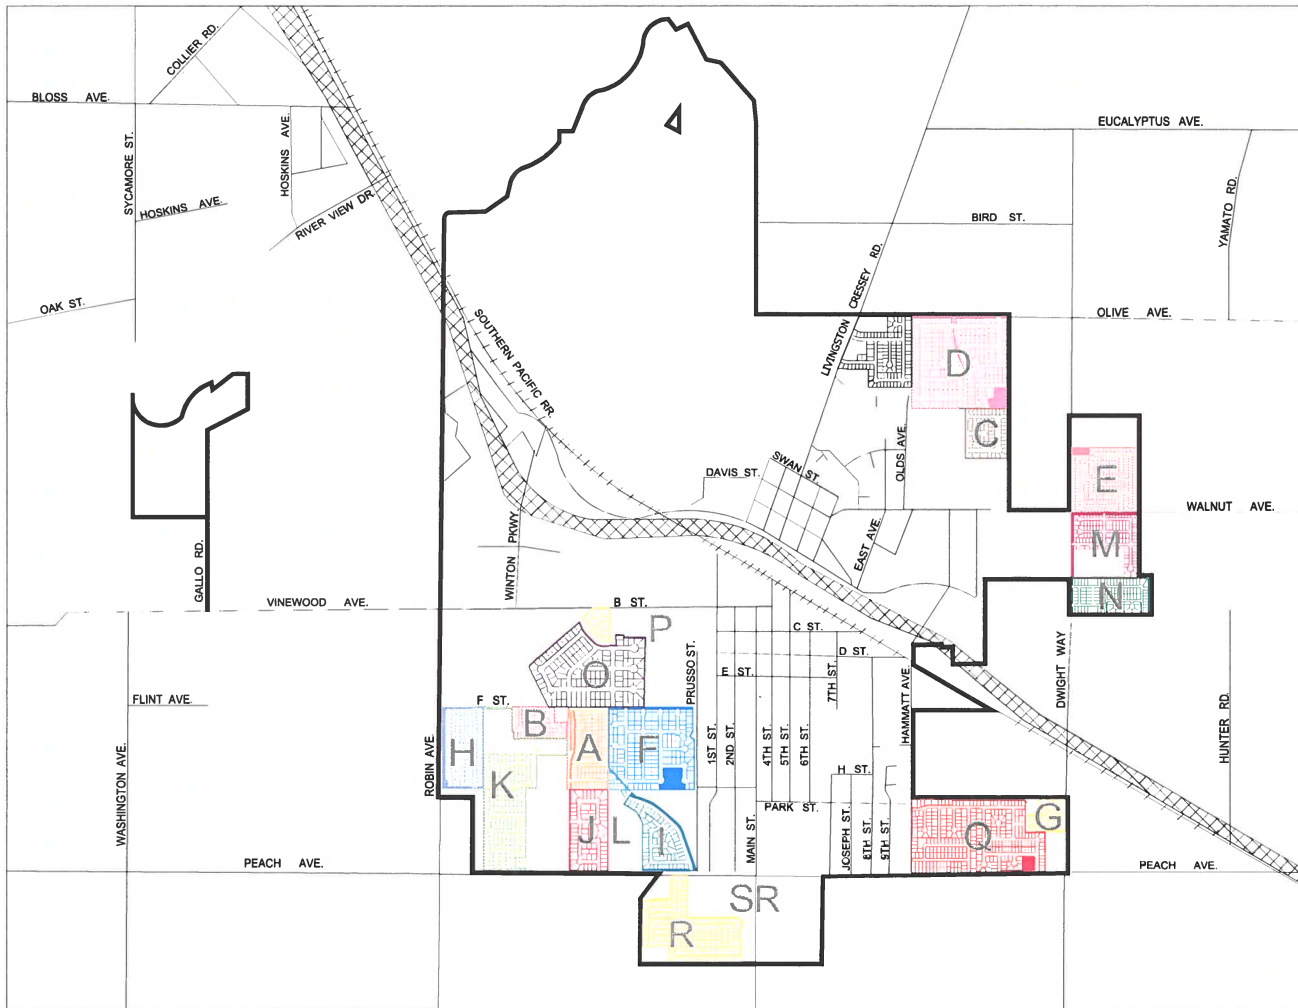 COLLIER RD.
BLOSS AVE.
EUCALYPTUS AVE.
SYCAMORE ST.
HOSKINS AVE.
HOSKINS AVE.
RIVER VIEW DR.
YAMATO RD.
BIRD ST.
OAK ST.
LIVINGSTON CRESSEY RD.
OLIVE AVE.
SOUTHERN PACIFIC RR.
D
C
OLDS AVE.
SWAN ST.
DAVIS ST.
E
WALNUT AVE.
WINTON PKWY
EAST AVE.
M
GALLO RD.
N
VINEWOOD AVE.
B ST.
P
C ST.
D ST.
O
PRUSSO ST.
E ST.
7TH ST.
HAMMATT AVE.
DWIGHT WAY
FLINT AVE.
F ST.
HUNTER RD.
B
H
A
F
ROBIN AVE.
1ST ST.
2ND ST.
4TH ST.
5TH ST.
6TH ST.
WASHINGTON AVE.
K
H ST.
PARK ST.
J
L
I
MAIN ST.
JOSEPH ST.
8TH ST.
9TH ST.
Q
G
PEACH AVE.
PEACH AVE.
SR
R